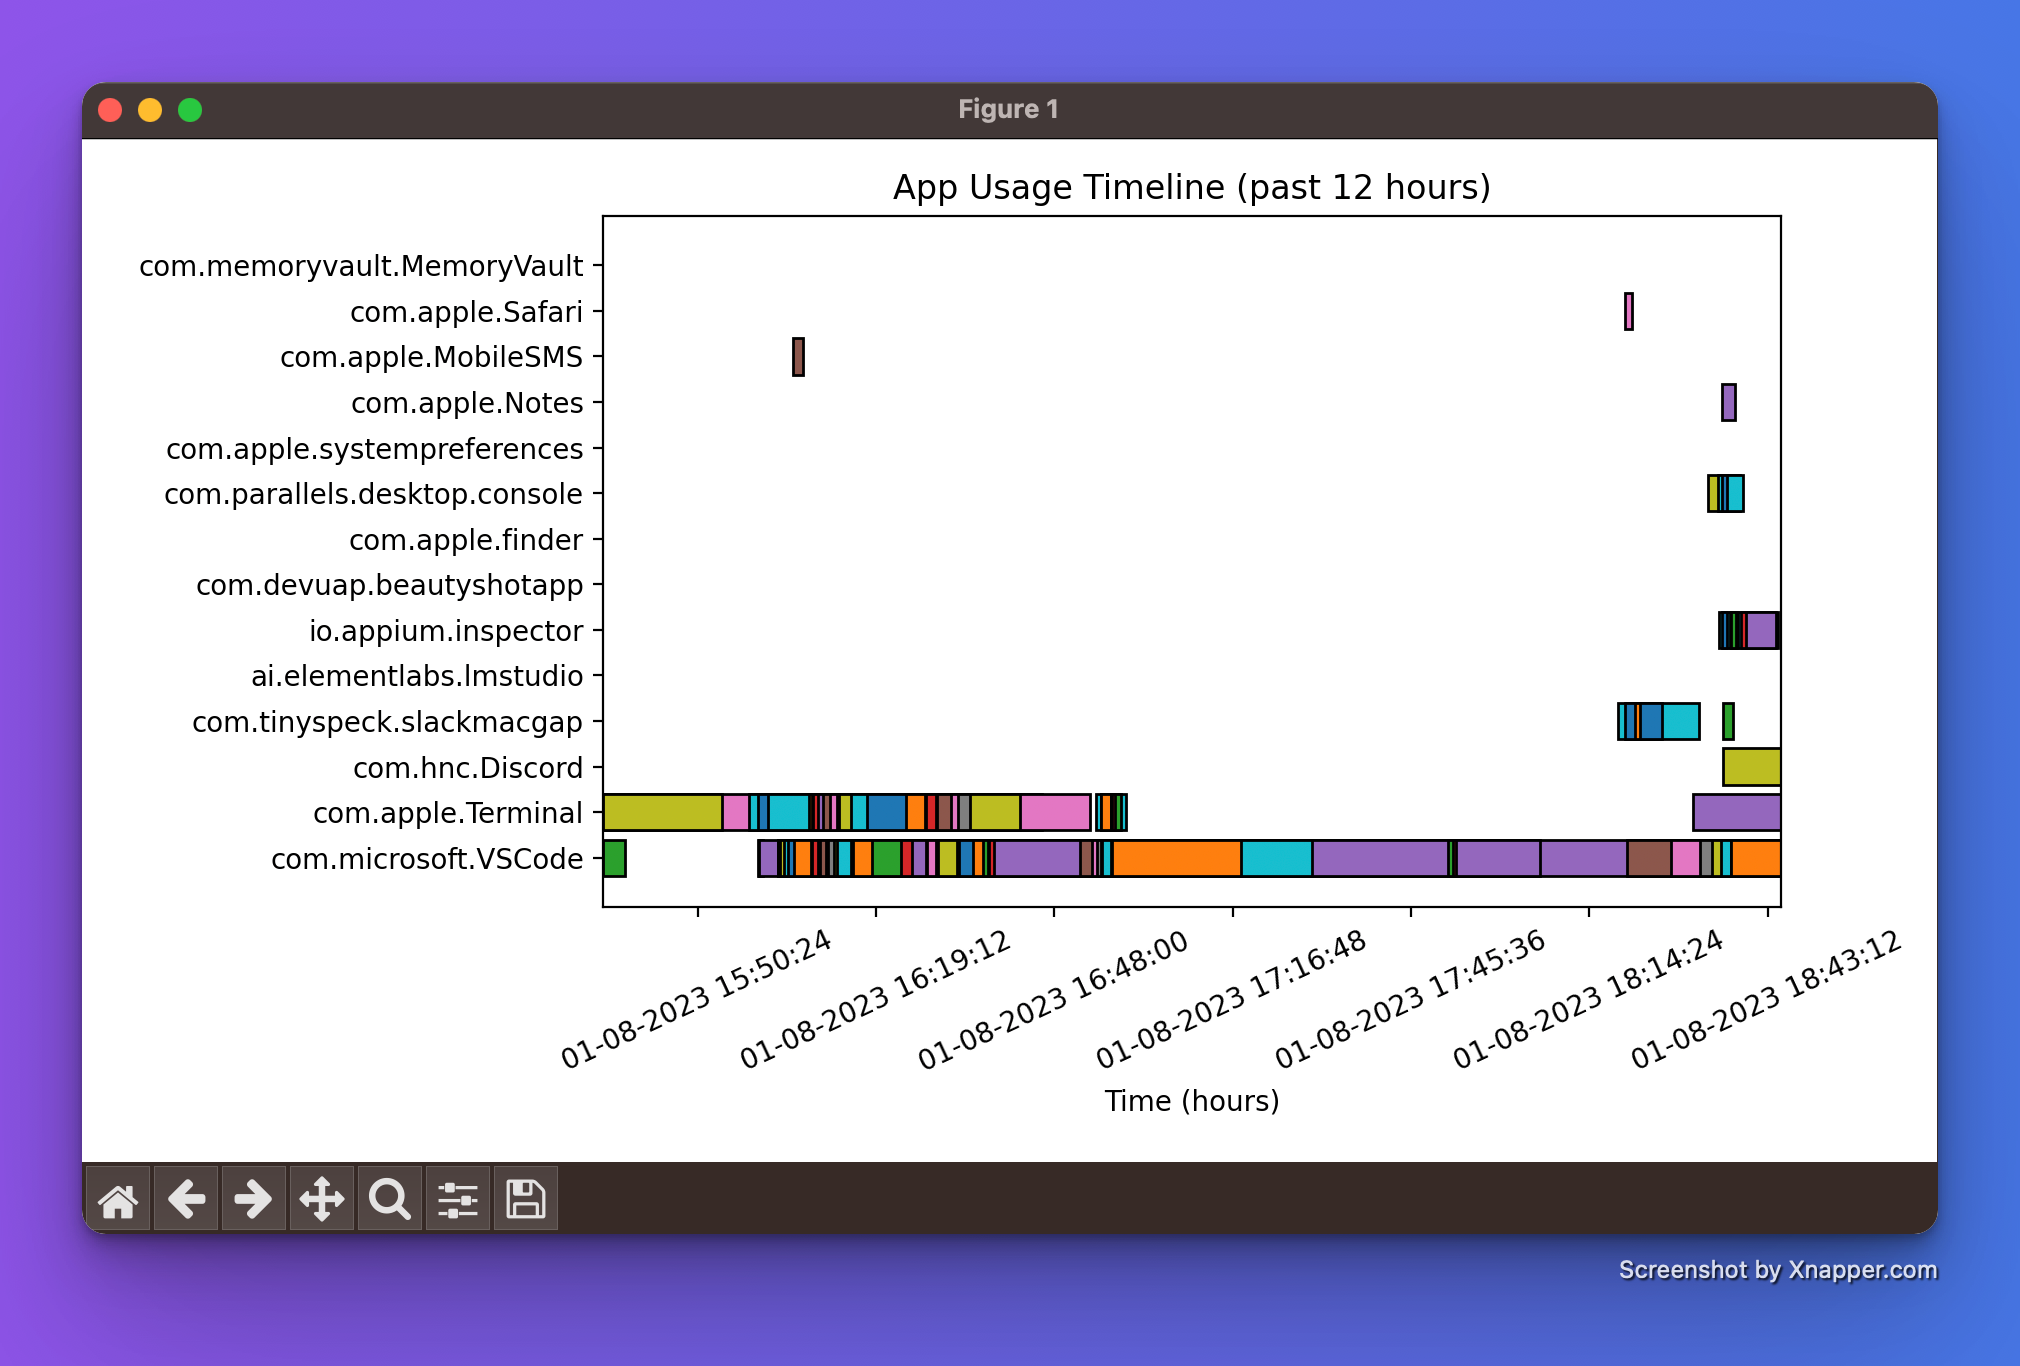 Figure 1
App Usage Timeline (past 12 hours)
com.memoryvault.MemoryVault
com.apple.Safari
com.apple.MobileSMS
com.apple.Notes
com.apple.systempreferences
com.parallels.desktop.console
com.apple.finder
com.devuap.beautyshotapp
io.appium.inspector
ai.elementlabs.lmstudio
com.tinyspeck.slackmacgap
com.hnc.Discord
com.apple.Terminal
com.microsoft.VSCode
01-08-2023 15:50:24
01-08-2023 16:19:12
01-08-2023 16:48:00
01-08-2023 17:16:48
01-08-2023 17:45:36
01-08-2023 18:14:24
01-08-2023 18:43:12
Time (hours)
Screenshot by Xnapper.com